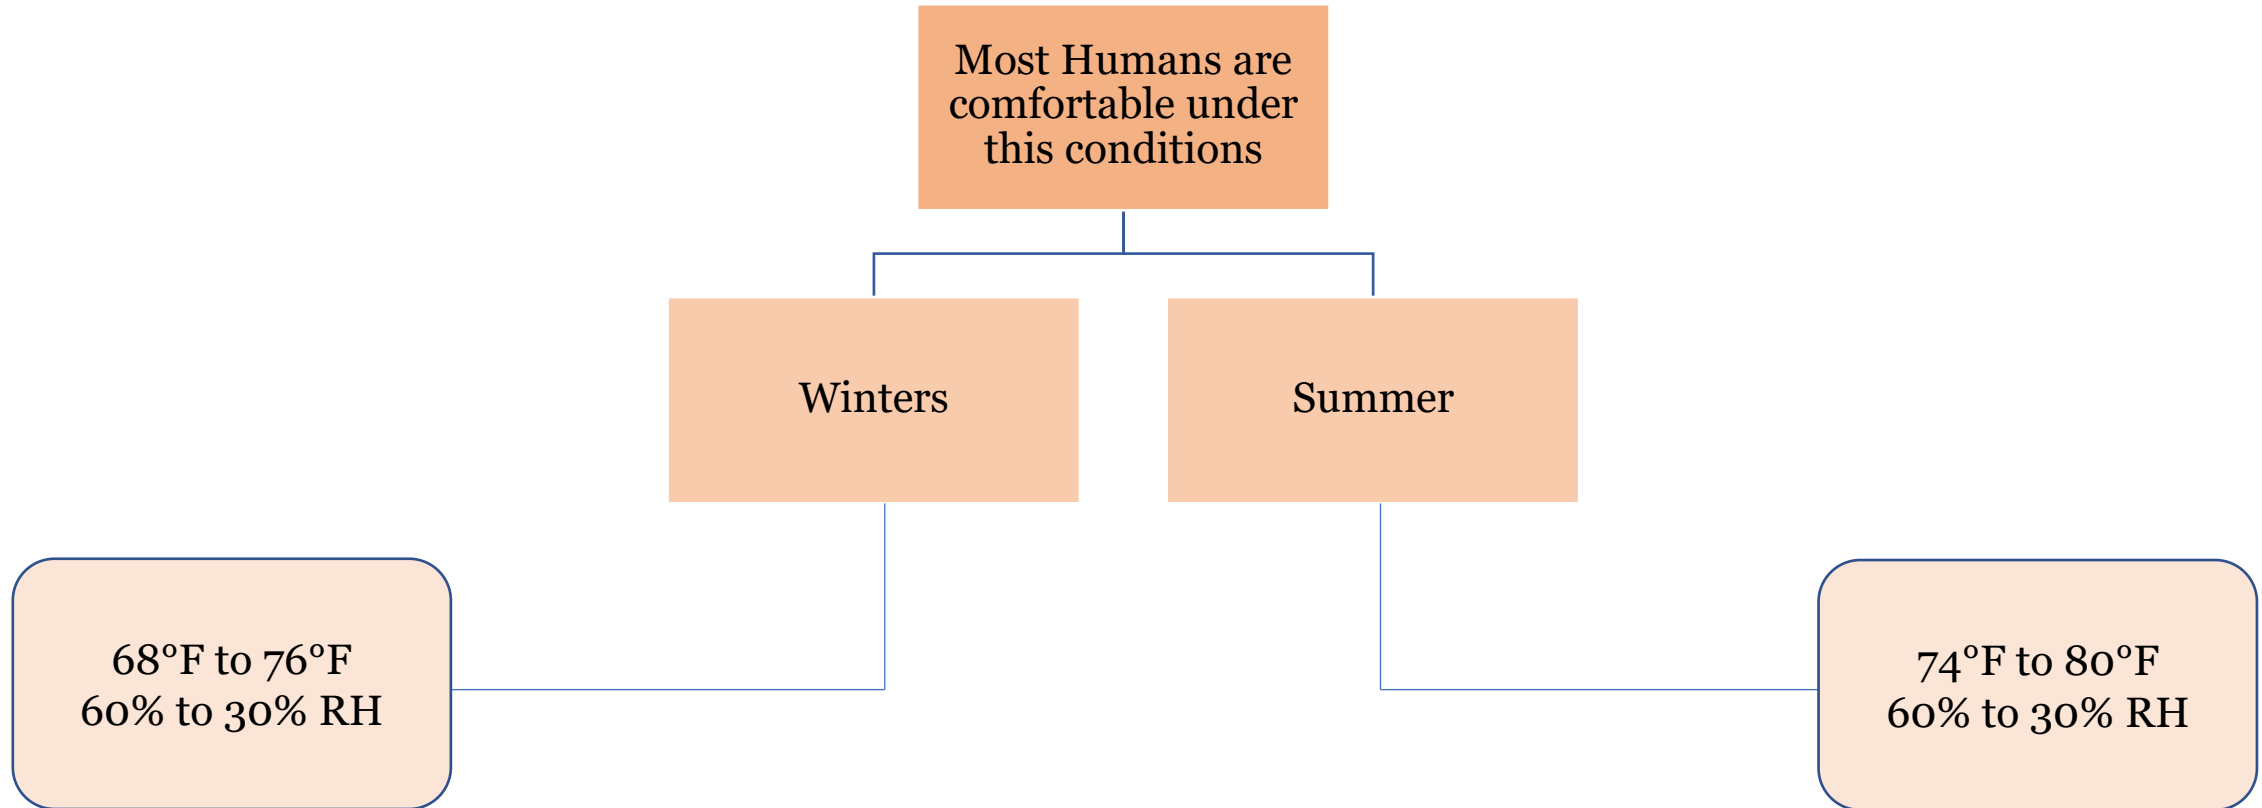 Most Humans are
comfortable under
this conditions
Winters
Summer
68°F to 76°F
60% to 30% RH
74°F to 80°F
60% to 30% RH